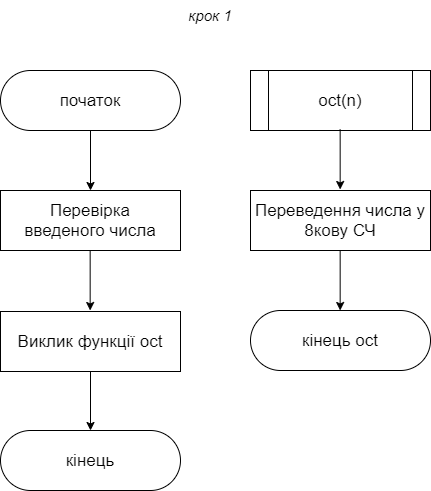 крок 1
початок
Перевірка
введеного числа
Виклик функції oct
кінець
oct(n)
Переведення числа у
8кову СЧ
кінець oct